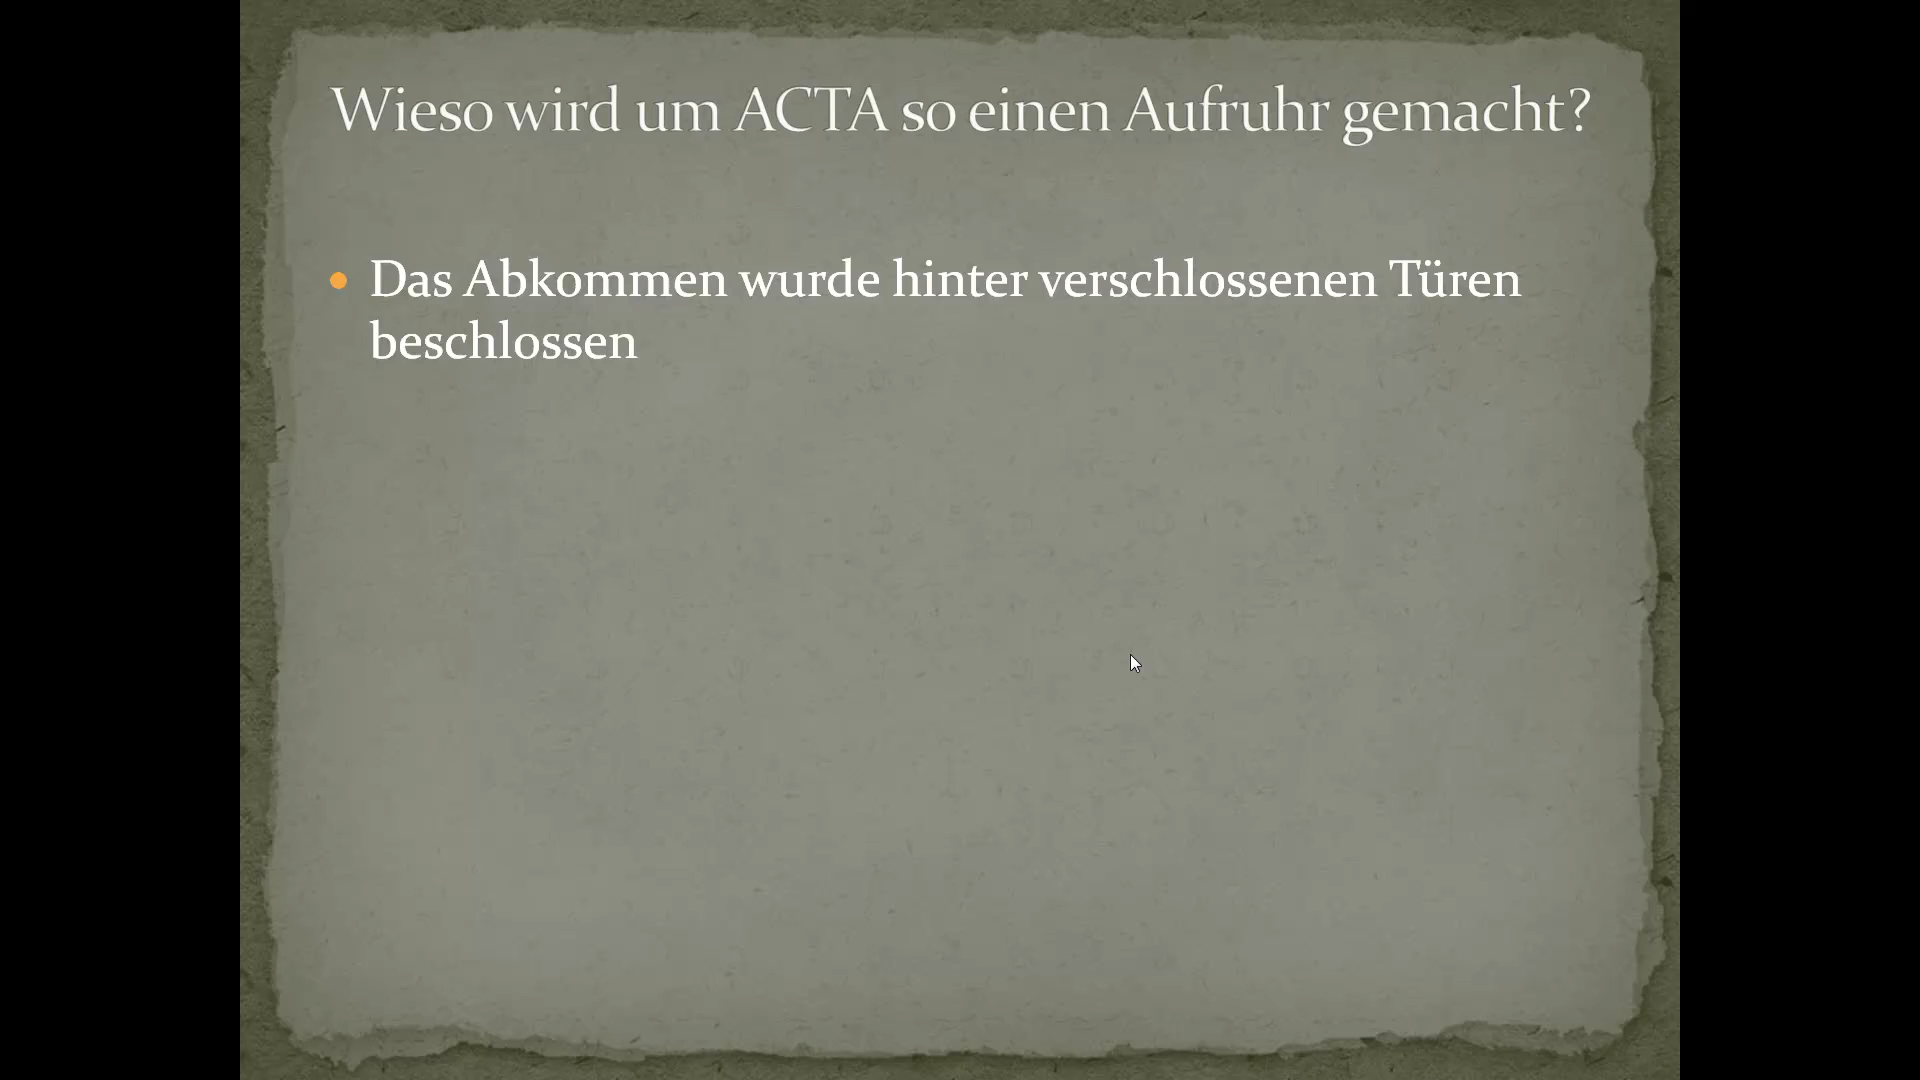 Wieso wird um ACTA so einen Aufruhr gemacht?
Das Abkommen wurde hinter verschlossenen Türen
beschlossen